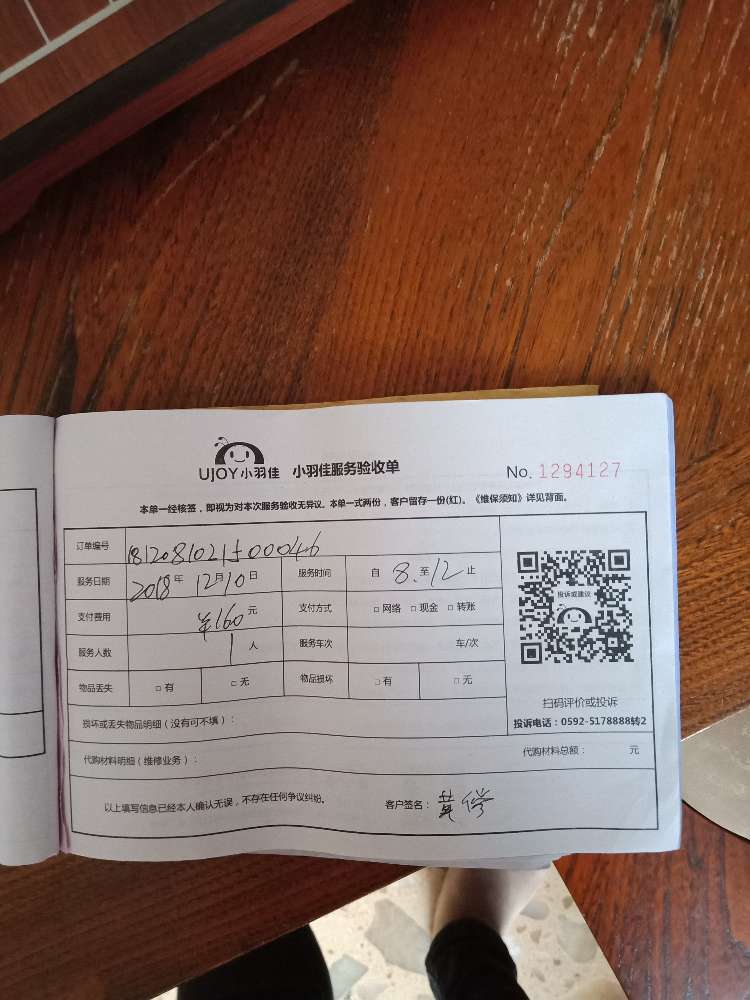 UJOY小羽佳 小羽佳服务验收单 No. 1294127
本单一经核签，即视为对本次服务验收无异议。本单一式两份，客户留存一份(红)。《维保须知》详见背面。
订单编号
服务日期 2018年 12月10日 服务时间 自 8. 至 12 止
支付费用 ￥160 元 支付方式 □ 网络 □ 现金 □ 转账
服务人数 1 人 服务车次 车/次
物品丢失 □ 有 □ 无 物品损坏 □ 有 □ 无
损坏或丢失物品明细（没有可不填）：
投诉或建议
扫码评价或投诉
投诉电话：0592-5178888转2
代购材料明细（维修业务）： 代购材料总额： 元
以上填写信息已经本人确认无误，不存在任何争议纠纷。 客户签名： 黄